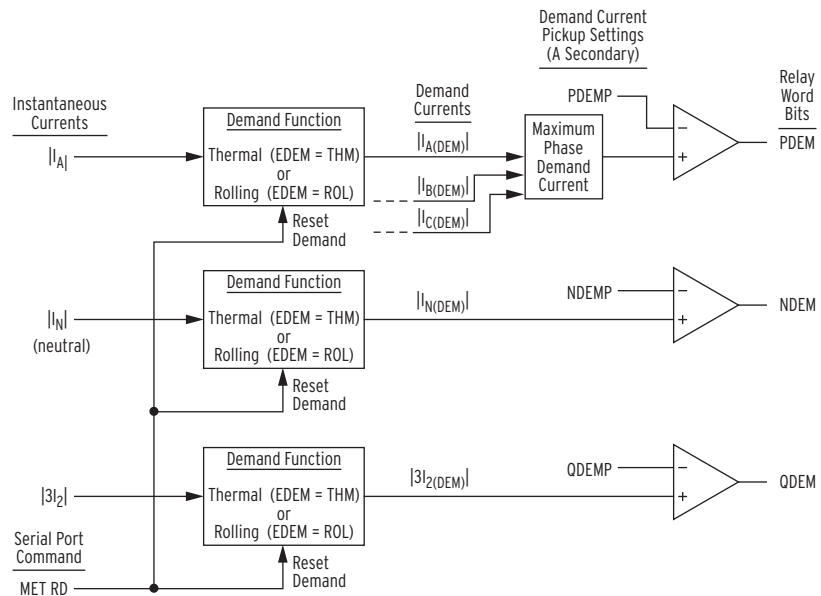 Demand Current
Pickup Settings
(A Secondary)
Relay
Word
Bits
Instantaneous
Currents
Demand
Currents
PDEMP
PDEM
Demand Function
Thermal (EDEM = THM)
or
Rolling (EDEM = ROL)
|IA|
|IA(DEM)|
|IB(DEM)|
|IC(DEM)|
Maximum
Phase
Demand
Current
−
+
Reset
Demand
Demand Function
Thermal (EDEM = THM)
or
Rolling (EDEM = ROL)
|IN|
(neutral)
|IN(DEM)|
NDEMP
−
+
NDEM
Reset
Demand
Demand Function
Thermal (EDEM = THM)
or
Rolling (EDEM = ROL)
|3I2|
|3I2(DEM)|
QDEMP
−
+
QDEM
Serial Port
Command
MET RD
Reset
Demand